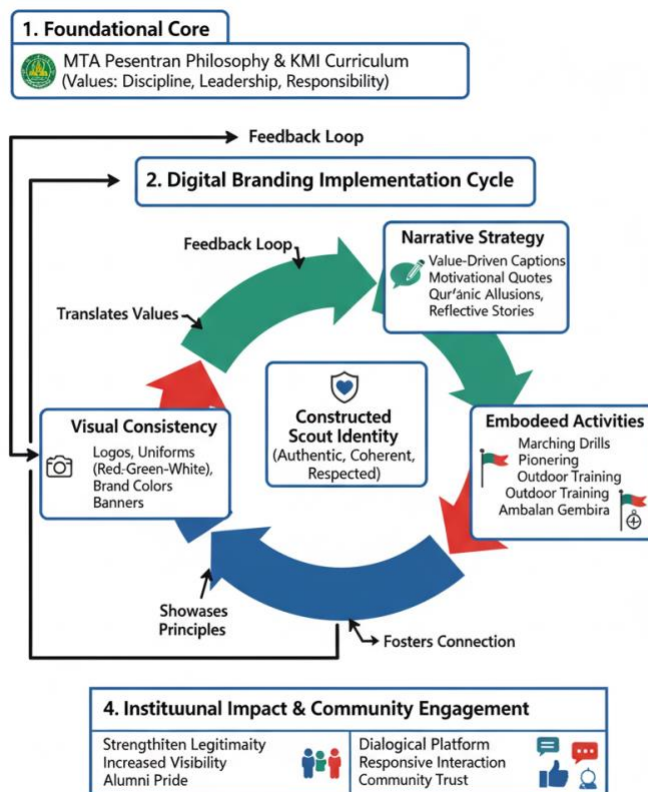 1. Foundational Core
MTA Pesentran Philosophy & KMI Curriculum
(Values: Discipline, Leadership, Responsibility)
Feedback Loop
2. Digital Branding Implementation Cycle
Feedback Loop
Narrative Strategy
Value-Driven Captions
Motivational Quotes
Qur'ánic Allusions,
Reflective Stories
Translates Values
Visual Consistency
Logos, Uniforms
(Red-Green-White),
Brand Colors
Banners
Constructed
Scout Identity
(Authentic, Coherent,
Respected)
Embodeed Activities
Marching Drills
Pionering
Outdoor Training
Outdoor Training
Ambalan Gembira
Showases
Principles
Fosters Connection
4. Instituunal Impact & Community Engagement
Strengthiten Legitimaity
Increased Visibility
Alumni Pride
Dialogical Platform
Responsive Interaction
Community Trust